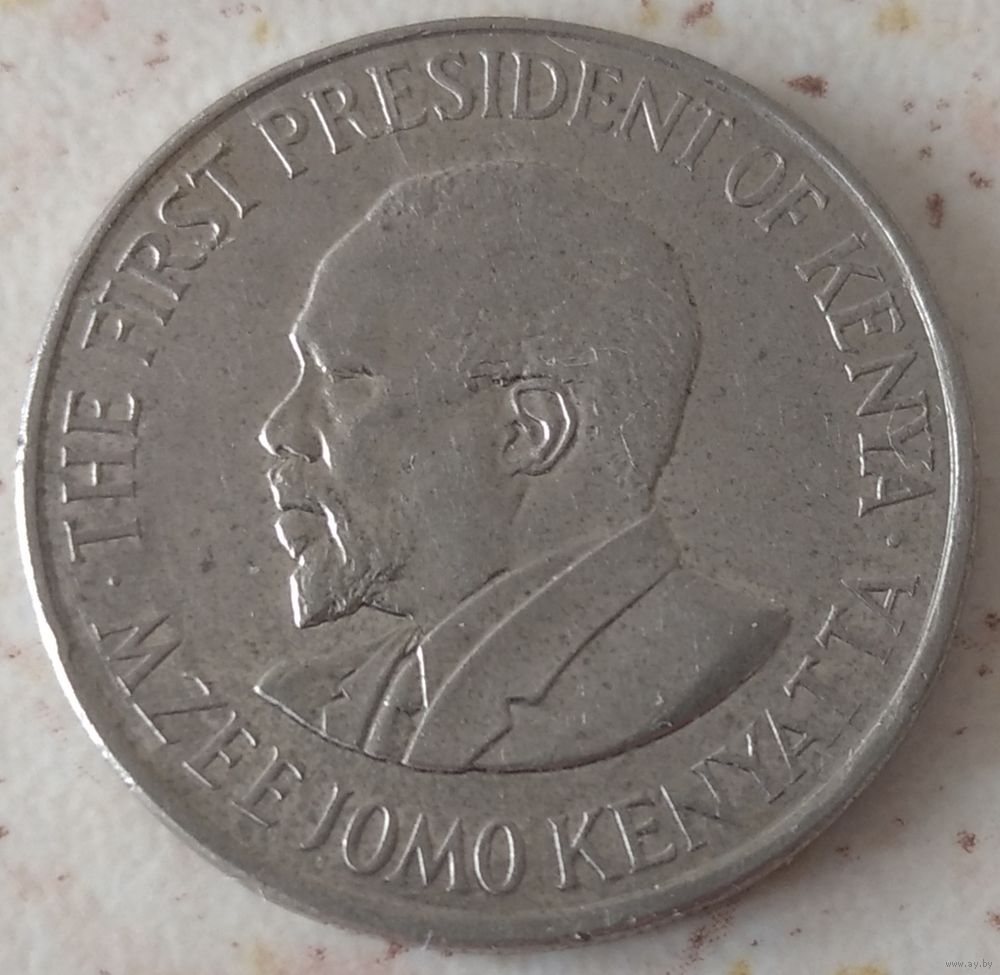 · THE FIRST PRESIDENT OF KENYA ·
MZEE JOMO KENYATTA
www.ay.by